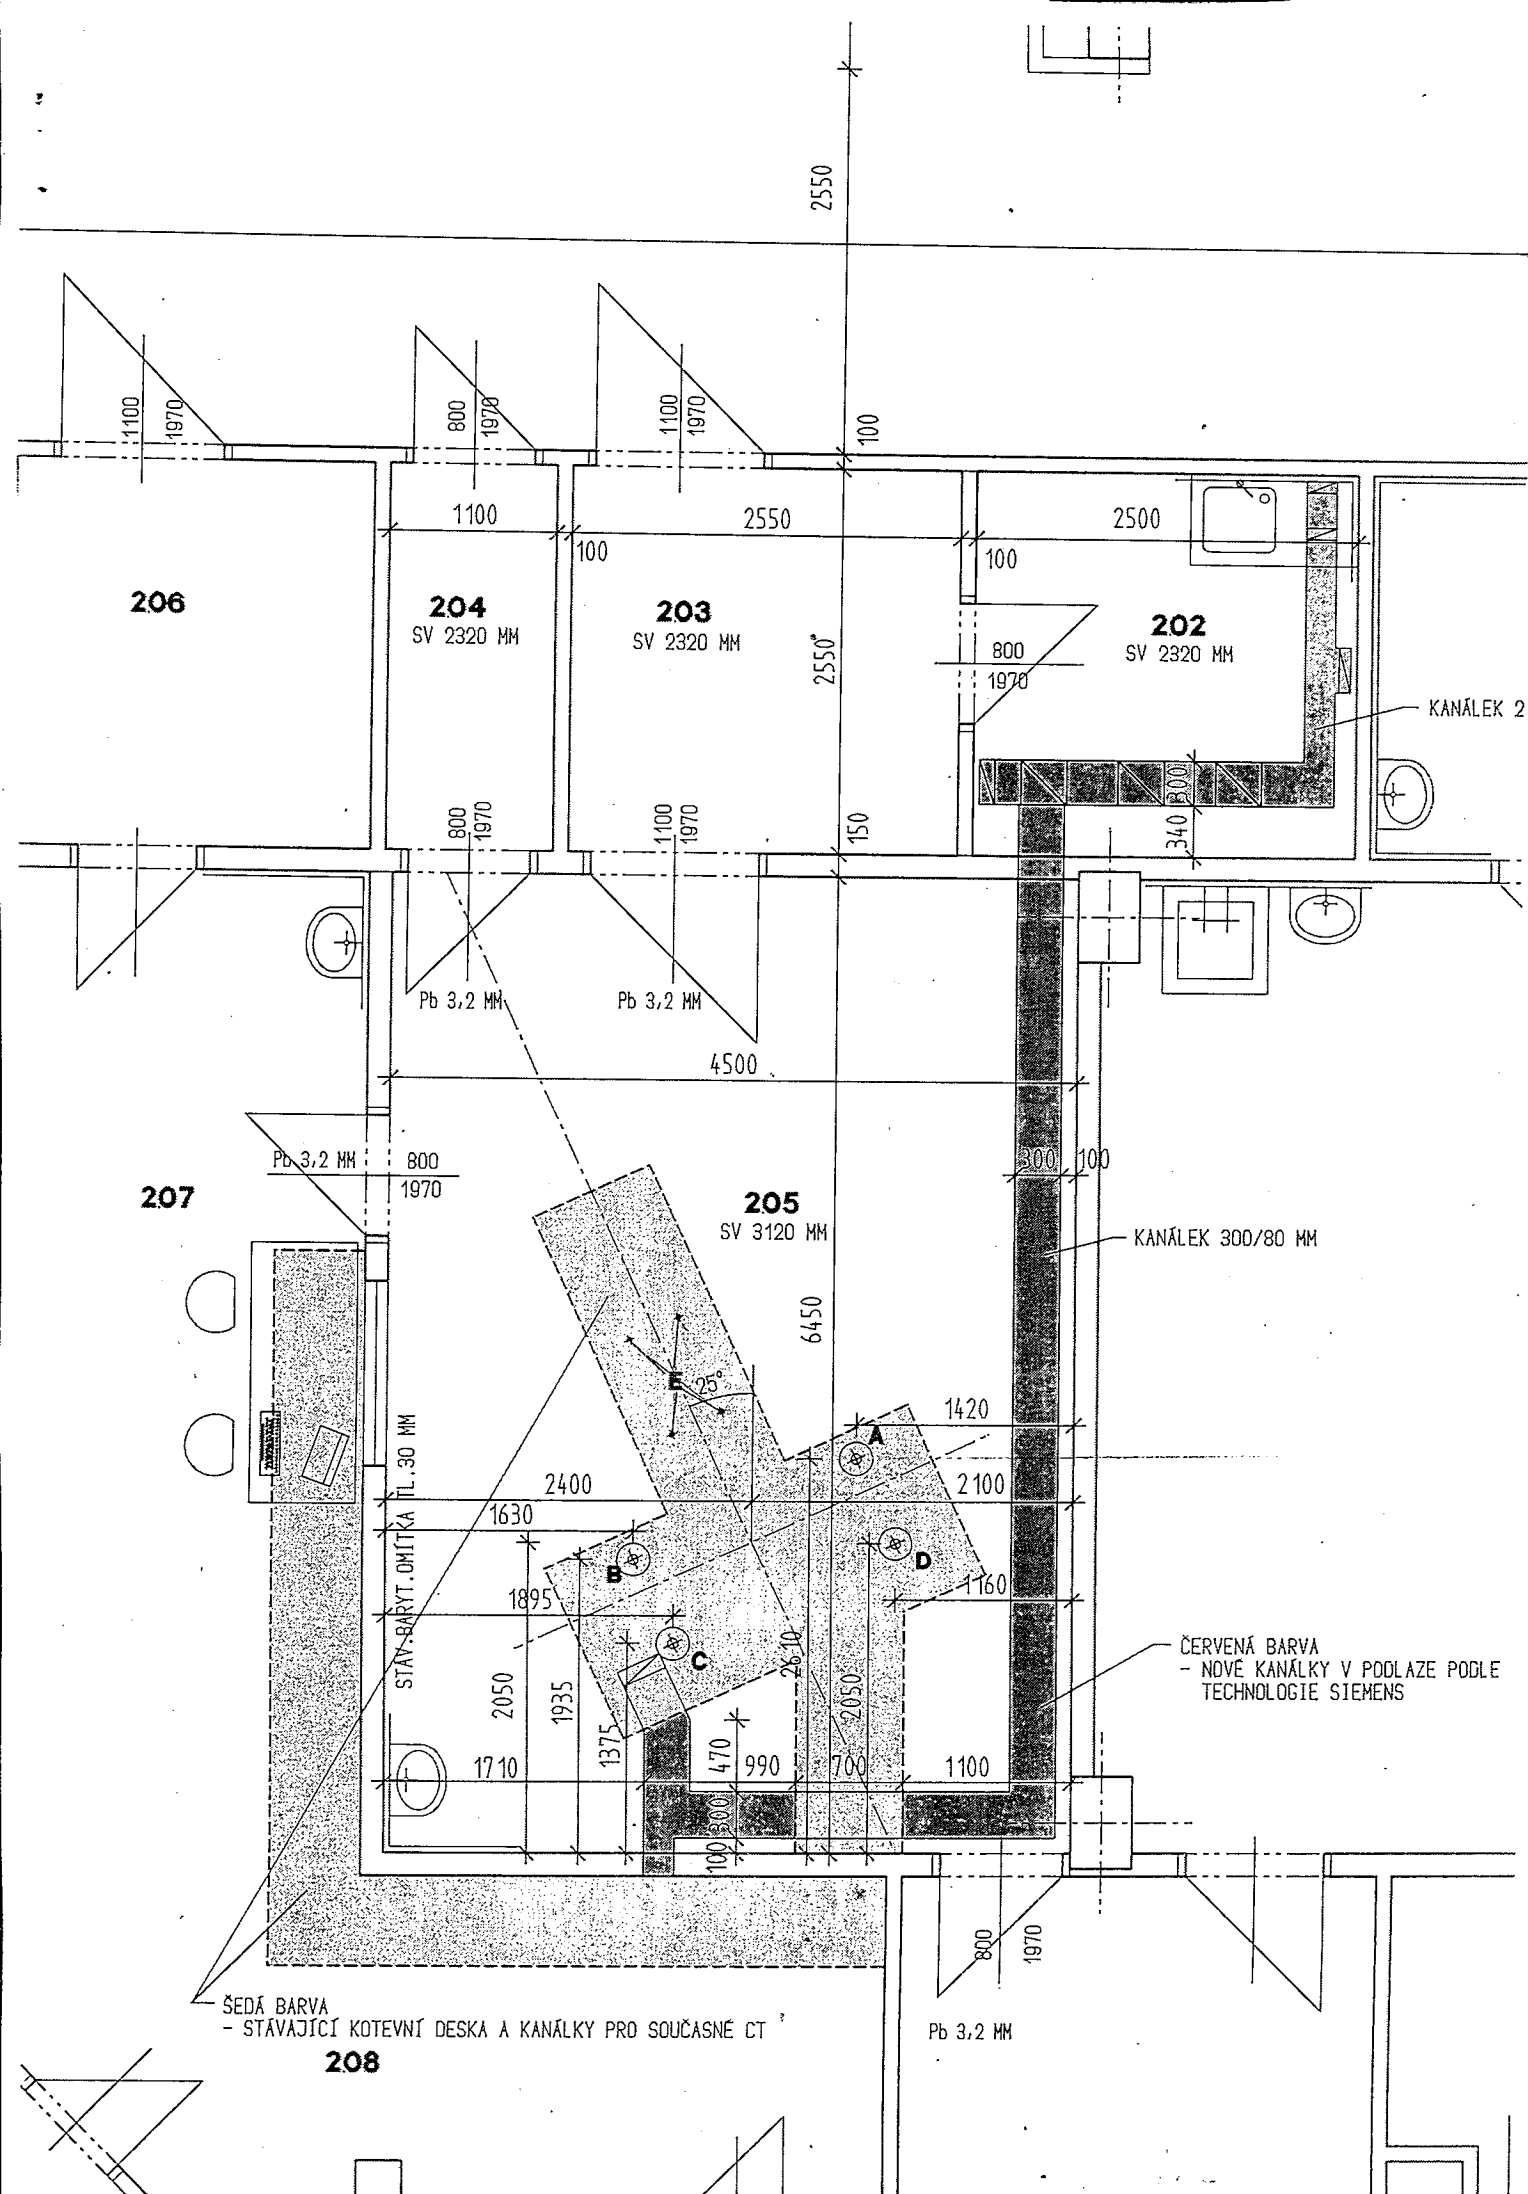 2550
1100
1970
800
1970
1100
1970
100
1100
2550
2500
100
100
206
204
SV 2320 MM
203
SV 2320 MM
202
SV 2320 MM
2550
800
1970
KANÁLEK 2
800
1970
1100
1970
150
300
340
Pb 3,2 MM
Pb 3,2 MM
4500
Pb 3,2 MM
800
1970
300
100
207
205
SV 3120 MM
KANÁLEK 300/80 MM
6450
E
25°
1420
A
STÁV.BARYT.OMÍTKA TL.30 MM
2400
2100
1630
B
D
1895
1160
C
2610
ČERVENÁ BARVA
- NOVÉ KANÁLKY V PODLAZE PODLE
TECHNOLOGIE SIEMENS
2050
1935
1375
2050
470
1710
990
700
1100
300
100
800
1970
ŠEDÁ BARVA
- STÁVAJÍCÍ KOTEVNÍ DESKA A KANÁLKY PRO SOUČASNÉ CT
Pb 3,2 MM
208